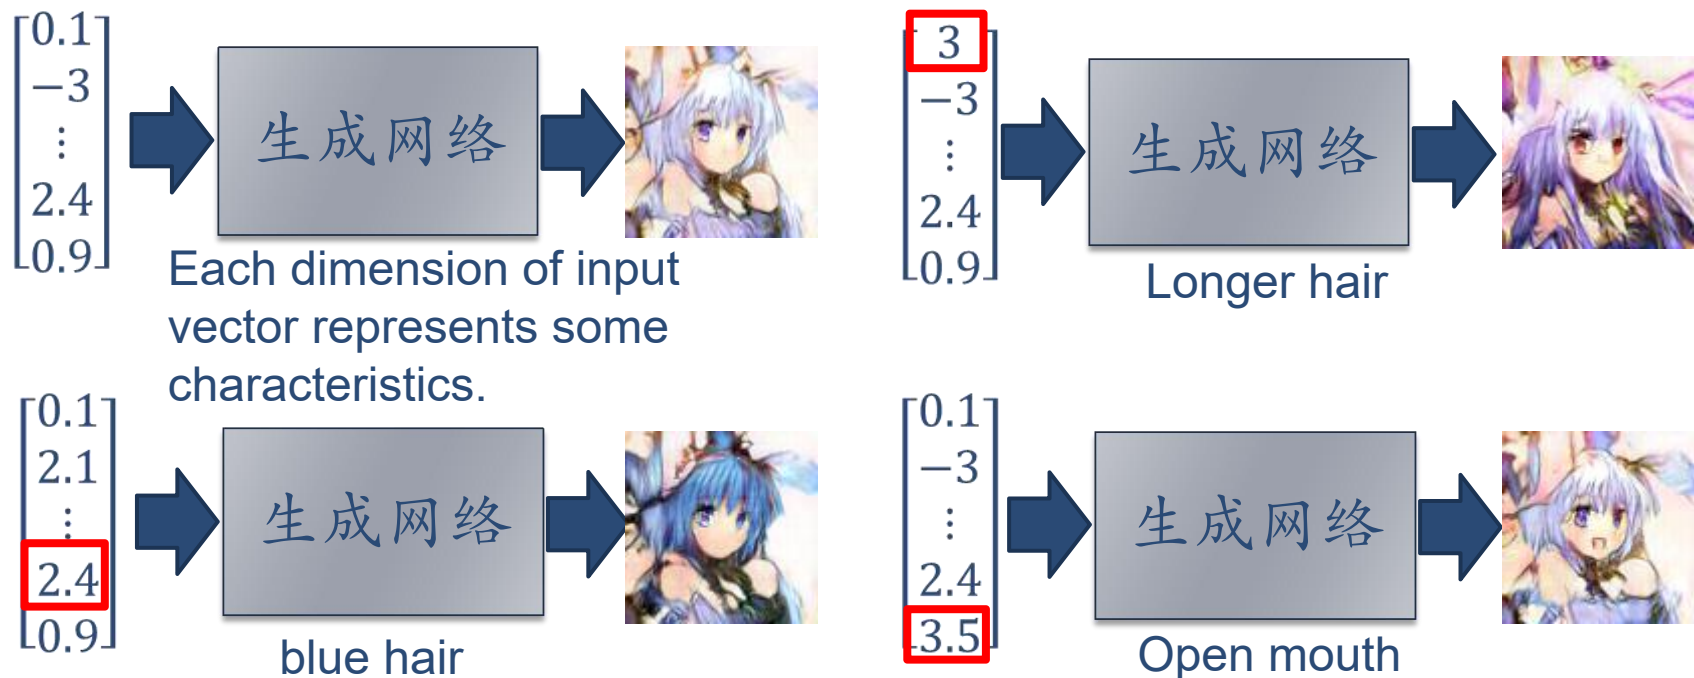 0.1
−3
⋮
2.4
0.9
生成网络
Each dimension of input
vector represents some
characteristics.
3
−3
⋮
2.4
0.9
生成网络
Longer hair
0.1
2.1
⋮
2.4
0.9
生成网络
blue hair
0.1
−3
⋮
2.4
3.5
生成网络
Open mouth